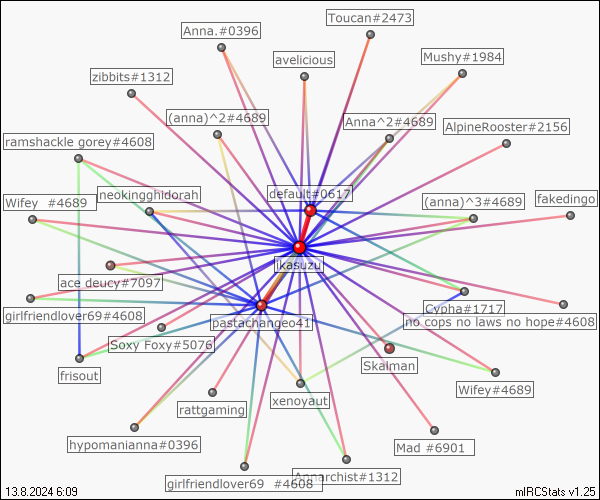 Toucan#2473
Anna.#0396
avelicious
Mushy#1984
zibbits#1312
(anna)^2#4689
Anna^2#4689
AlpineRooster#2156
ramshackle gorey#4608
default#0617
neokingghidorah
Wifey  #4689
(anna)^3#4689
fakedingo
ikasuzu
ace deucy#7097
Cypha#1717
girlfriendlover69#4608
pastachangeo41
no cops no laws no hope#4608
Soxy Foxy#5076
frisout
Skalman
Wifey#4689
rattgaming
xenoyaut
hypomanianna#0396
Mad #6901
Annarchist#1312
girlfriendlover69  #4608
13.8.2024 6:09
mIRCStats v1.25